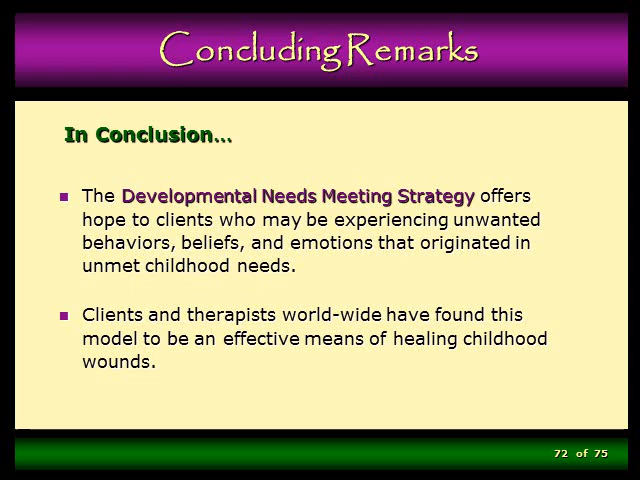 Concluding Remarks
In Conclusion…
The Developmental Needs Meeting Strategy offers
hope to clients who may be experiencing unwanted
behaviors, beliefs, and emotions that originated in
unmet childhood needs.
Clients and therapists world-wide have found this
model to be an effective means of healing childhood
wounds.
72 of 75